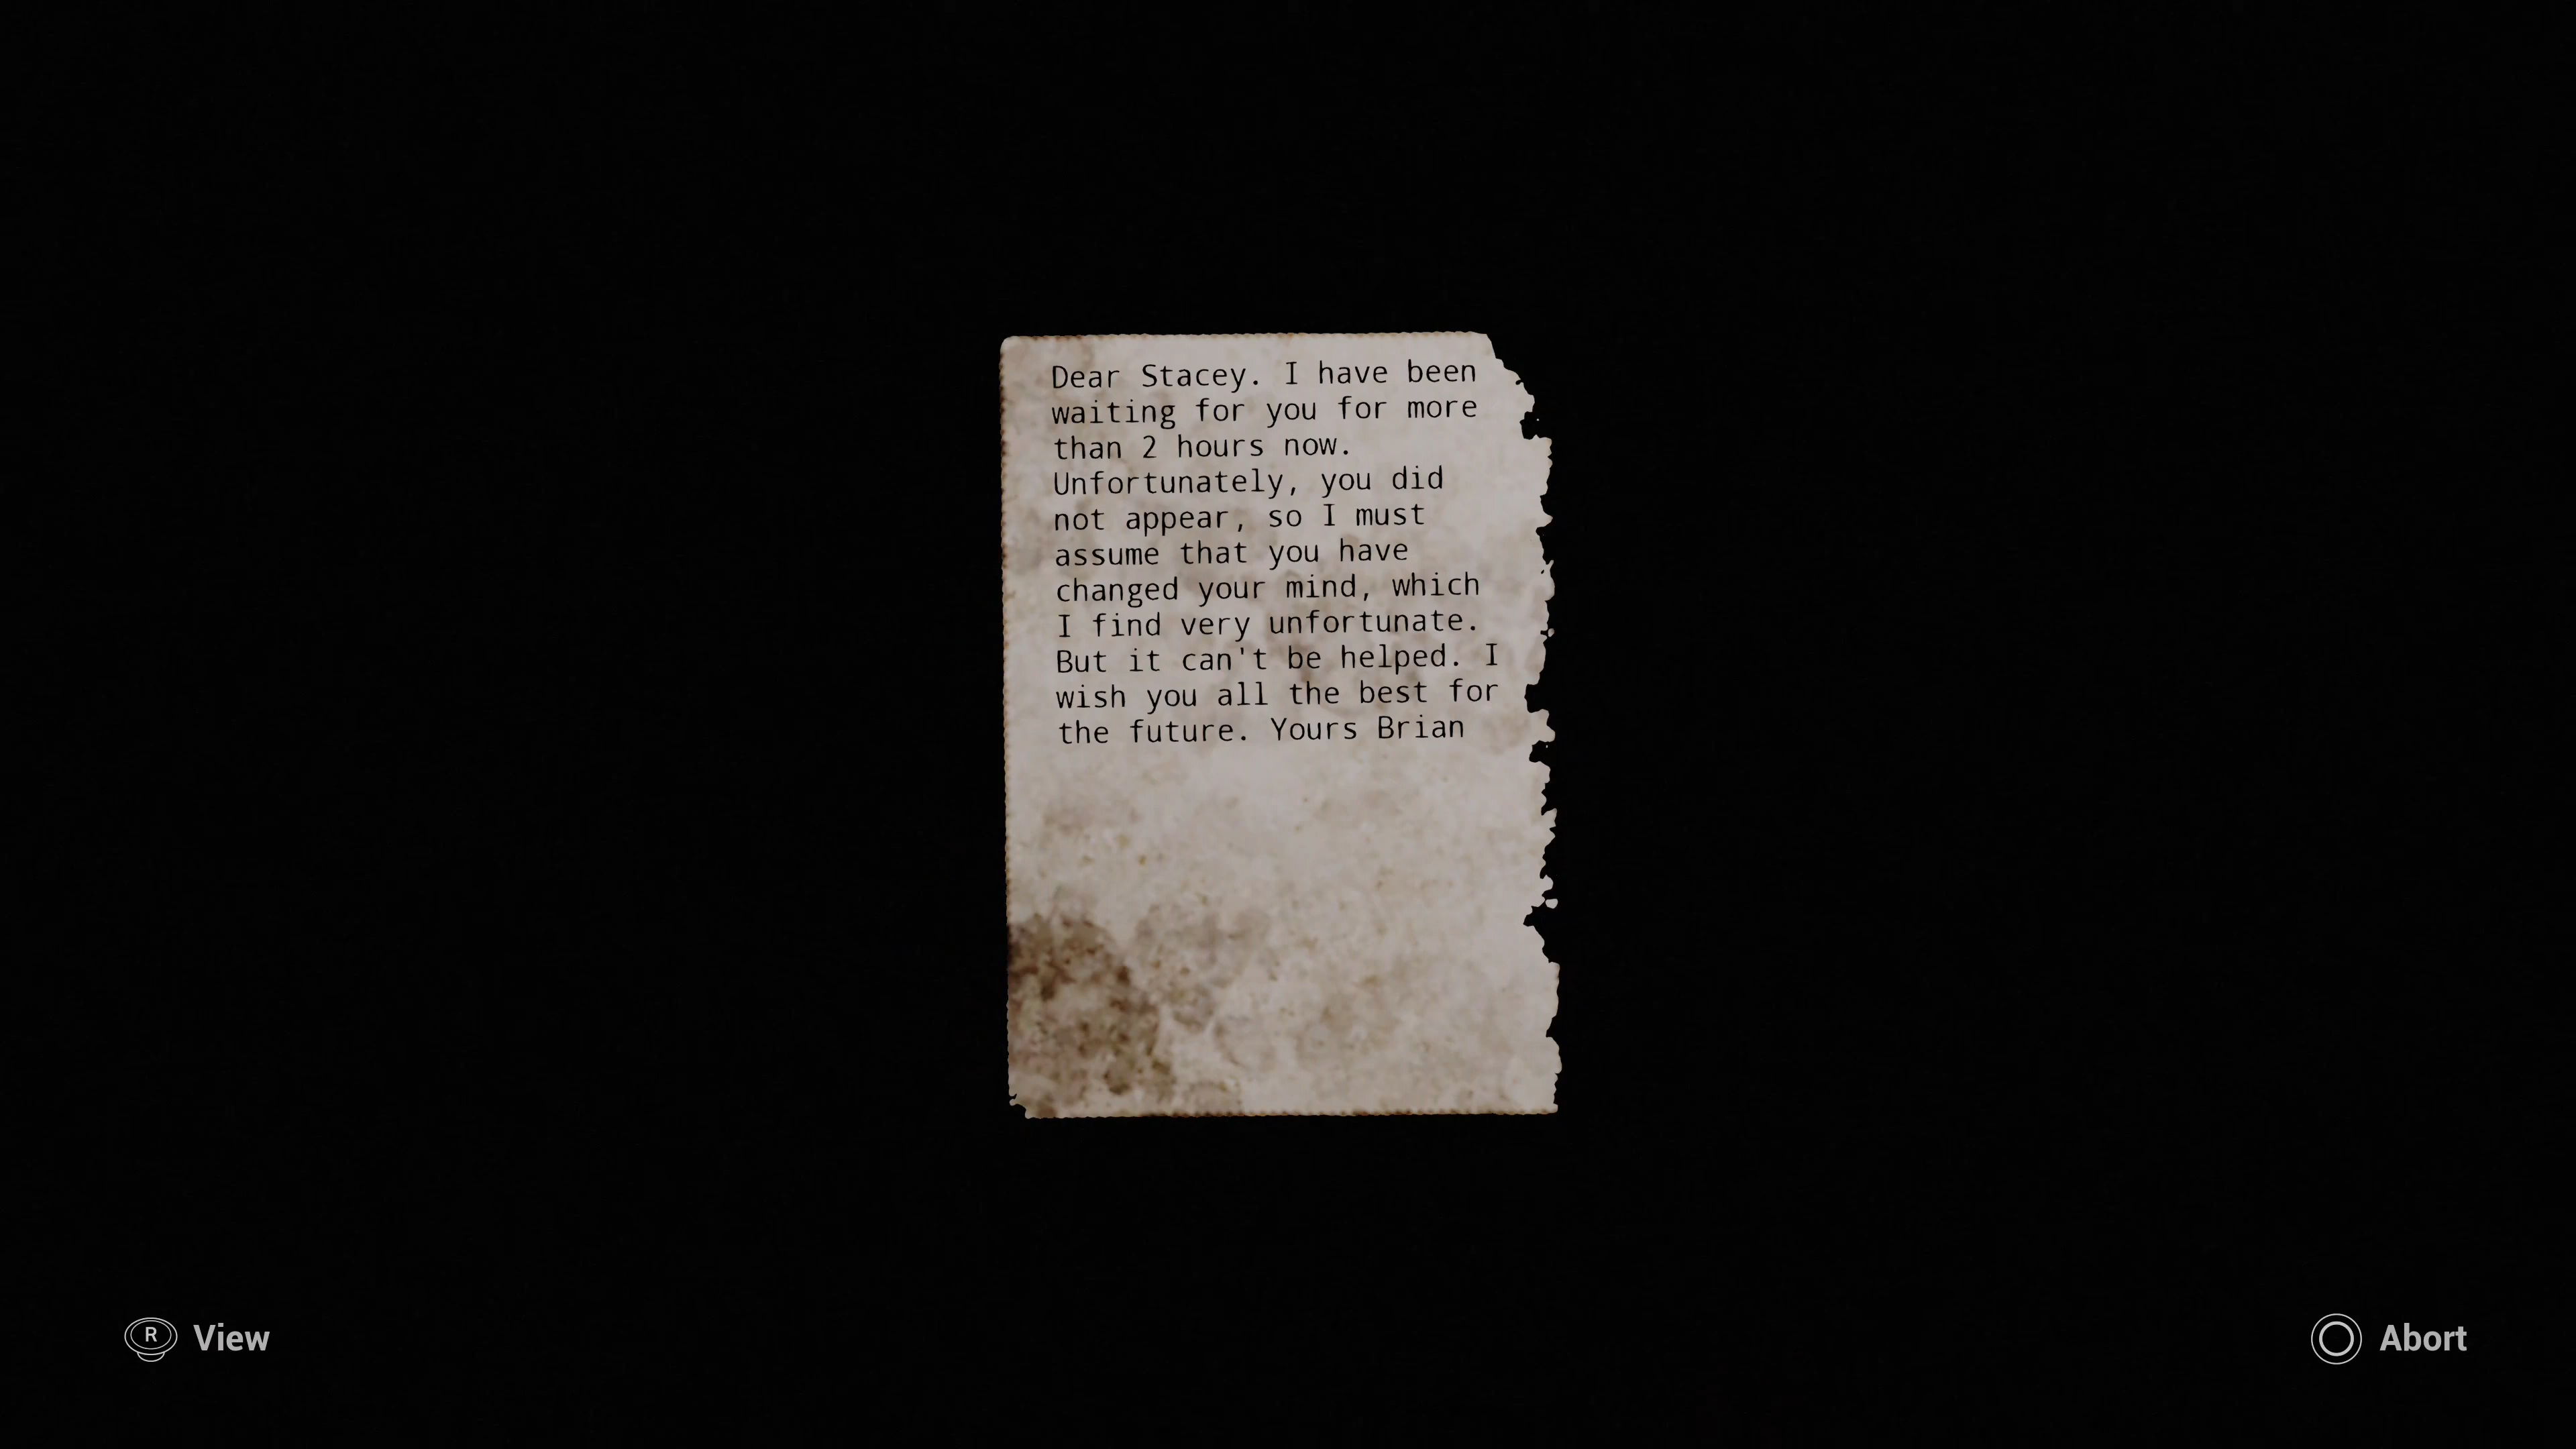 Dear Stacey. I have been
waiting for you for more
than 2 hours now.
Unfortunately, you did
not appear, so I must
assume that you have
changed your mind, which
I find very unfortunate.
But it can't be helped. I
wish you all the best for
the future. Yours Brian
R View
Abort